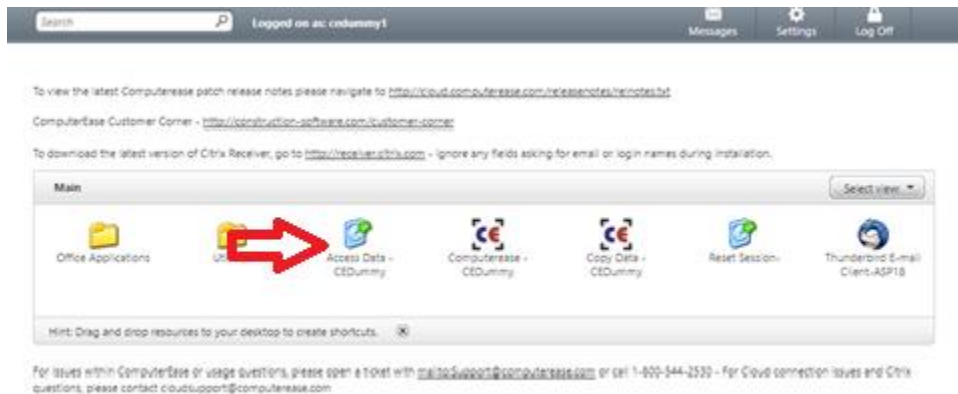 Search
Logged on as: cedummy1
Messages
Settings
Log Off
To view the latest Computerease patch release notes please navigate to http://cloud.computerease.com/releasenotes/relnotes.txt
ComputerEase Customer Corner - http://construction-software.com/customer-corner
To download the latest version of Citrix Receiver, go to http://receiver.citrix.com - Ignore any fields asking for email or login names during installation.
Main
Select view
Office Applications
Access Data -
CEDummy
Computerease -
CEDummy
Copy Data -
CEDummy
Reset Session-
Thunderbird E-mail
Client-ASP18
Hint: Drag and drop resources to your desktop to create shortcuts.
For issues within ComputerEase or usage questions, please open a ticket with mailto:Support@computerease.com or call 1-800-544-2530 - For Cloud connection issues and Citrix
questions, please contact cloudsupport@computerease.com